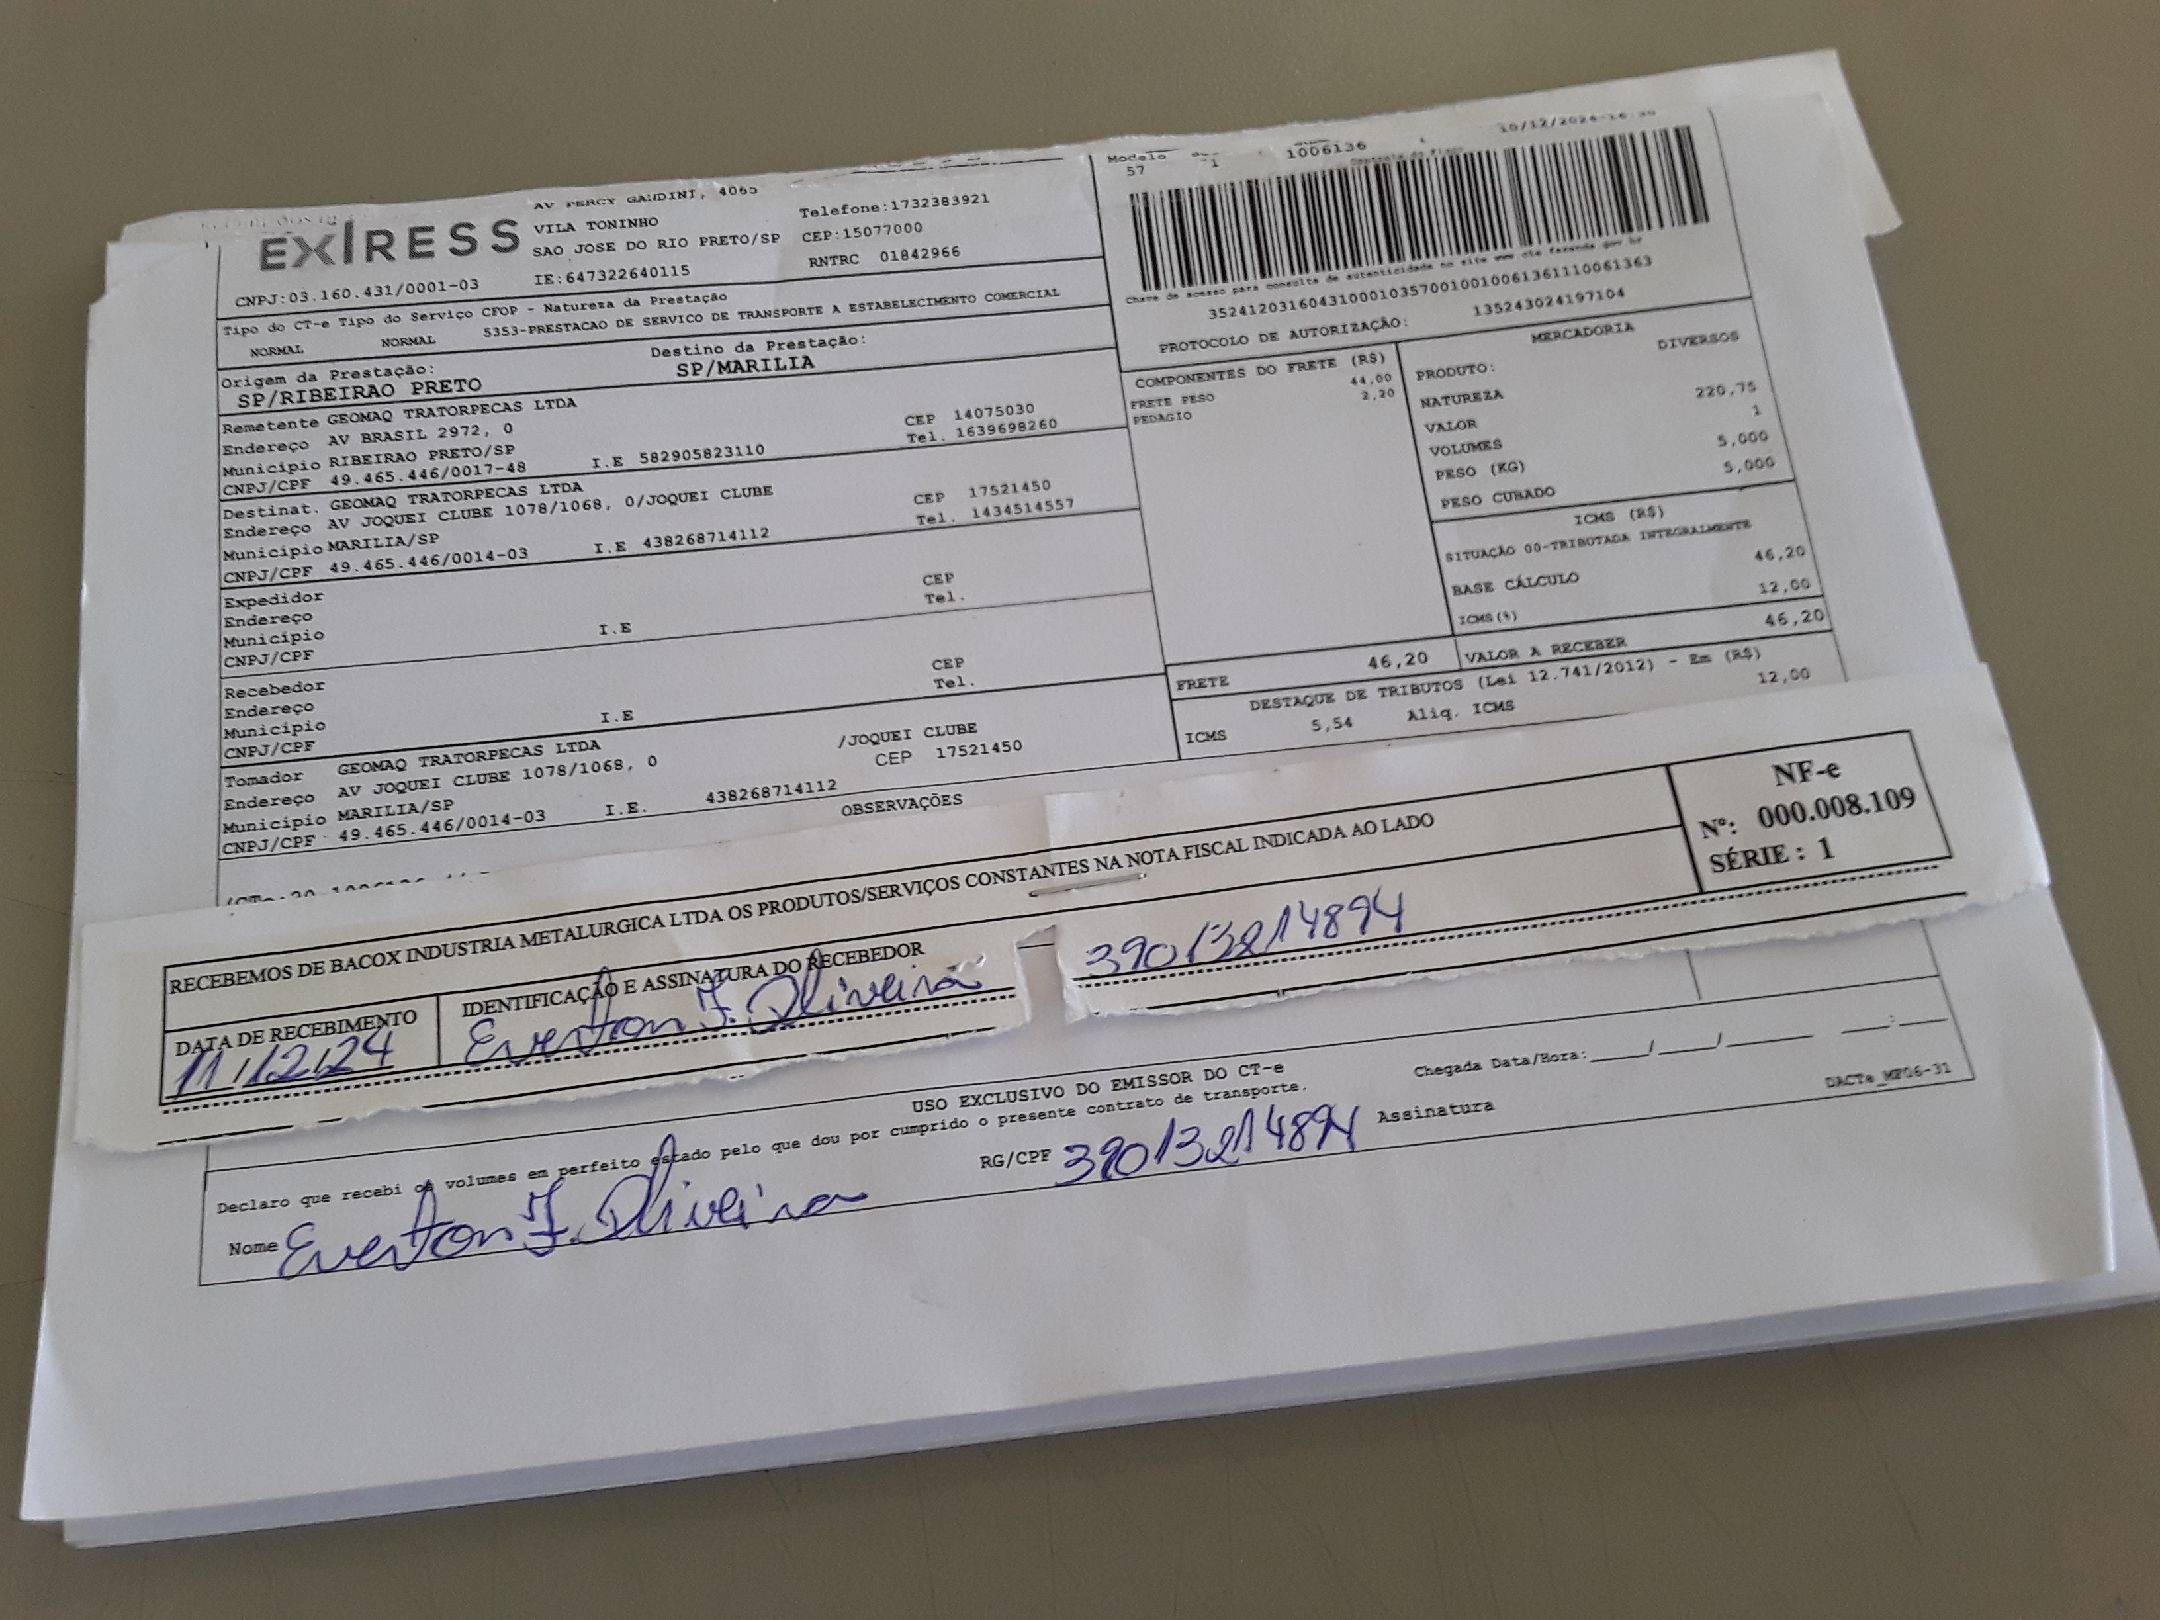 EXIRESS
AV PERCY GANDINI, 4065
VILA TONINHO
SAO JOSE DO RIO PRETO/SP
IE:647322640115
Telefone:1732383921
CEP:15077000
RNTRC 01842966
CNPJ:03.160.431/0001-03
Tipo do CT-e Tipo do Serviço CFOP - Natureza da Prestação
NORMAL NORMAL 5353-PRESTACAO DE SERVICO DE TRANSPORTE A ESTABELECIMENTO COMERCIAL
Origem da Prestação: Destino da Prestação:
SP/RIBEIRAO PRETO SP/MARILIA
Remetente GEOMAQ TRATORPECAS LTDA
Endereço AV BRASIL 2972, 0 CEP 14075030
Município RIBEIRAO PRETO/SP Tel. 1639698260
CNPJ/CPF 49.465.446/0017-48 I.E 582905823110
Destinat. GEOMAQ TRATORPECAS LTDA
Endereço AV JOQUEI CLUBE 1078/1068, 0/JOQUEI CLUBE CEP 17521450
Município MARILIA/SP Tel. 1434514557
CNPJ/CPF 49.465.446/0014-03 I.E 438268714112
Expedidor CEP
Endereço Tel.
Município
CNPJ/CPF I.E
Recebedor CEP
Endereço Tel.
Município
CNPJ/CPF I.E
Tomador GEOMAQ TRATORPECAS LTDA /JOQUEI CLUBE
Endereço AV JOQUEI CLUBE 1078/1068, 0 CEP 17521450
Município MARILIA/SP
CNPJ/CPF 49.465.446/0014-03 I.E. 438268714112
OBSERVAÇÕES
Modelo
57 1 1006136 10/12/2024
Controle do Fisco
Chave de acesso para consulta de autenticidade no site www cte fazenda gov br
35241203160431000103570010010061361110061363
PROTOCOLO DE AUTORIZAÇÃO: 135243024197104
COMPONENTES DO FRETE (R$)
FRETE PESO 44,00
PEDAGIO 2,20
MERCADORIA
PRODUTO: DIVERSOS
NATUREZA
VALOR 220,75
VOLUMES 1
PESO (KG) 5,000
PESO CUBADO 5,000
ICMS (R$)
SITUAÇÃO 00-TRIBUTADA INTEGRALMENTE
BASE CÁLCULO 46,20
ICMS(%) 12,00
FRETE 46,20 VALOR A RECEBER 46,20
DESTAQUE DE TRIBUTOS (Lei 12.741/2012) - Em (R$)
ICMS 5,54 Aliq. ICMS 12,00
RECEBEMOS DE BACOX INDUSTRIA METALURGICA LTDA OS PRODUTOS/SERVIÇOS CONSTANTES NA NOTA FISCAL INDICADA AO LADO
NF-e
Nº: 000.008.109
SÉRIE : 1
DATA DE RECEBIMENTO
11/12/24
IDENTIFICAÇÃO E ASSINATURA DO RECEBEDOR
Everton J. Oliveira 39013214894
USO EXCLUSIVO DO EMISSOR DO CT-e
Declaro que recebi os volumes em perfeito estado pelo que dou por cumprido o presente contrato de transporte.
Chegada Data/Hora:_____/_____/_______ ____:____
DACTe_MF06-31
Nome Everton J. Oliveira RG/CPF 39013214894 Assinatura